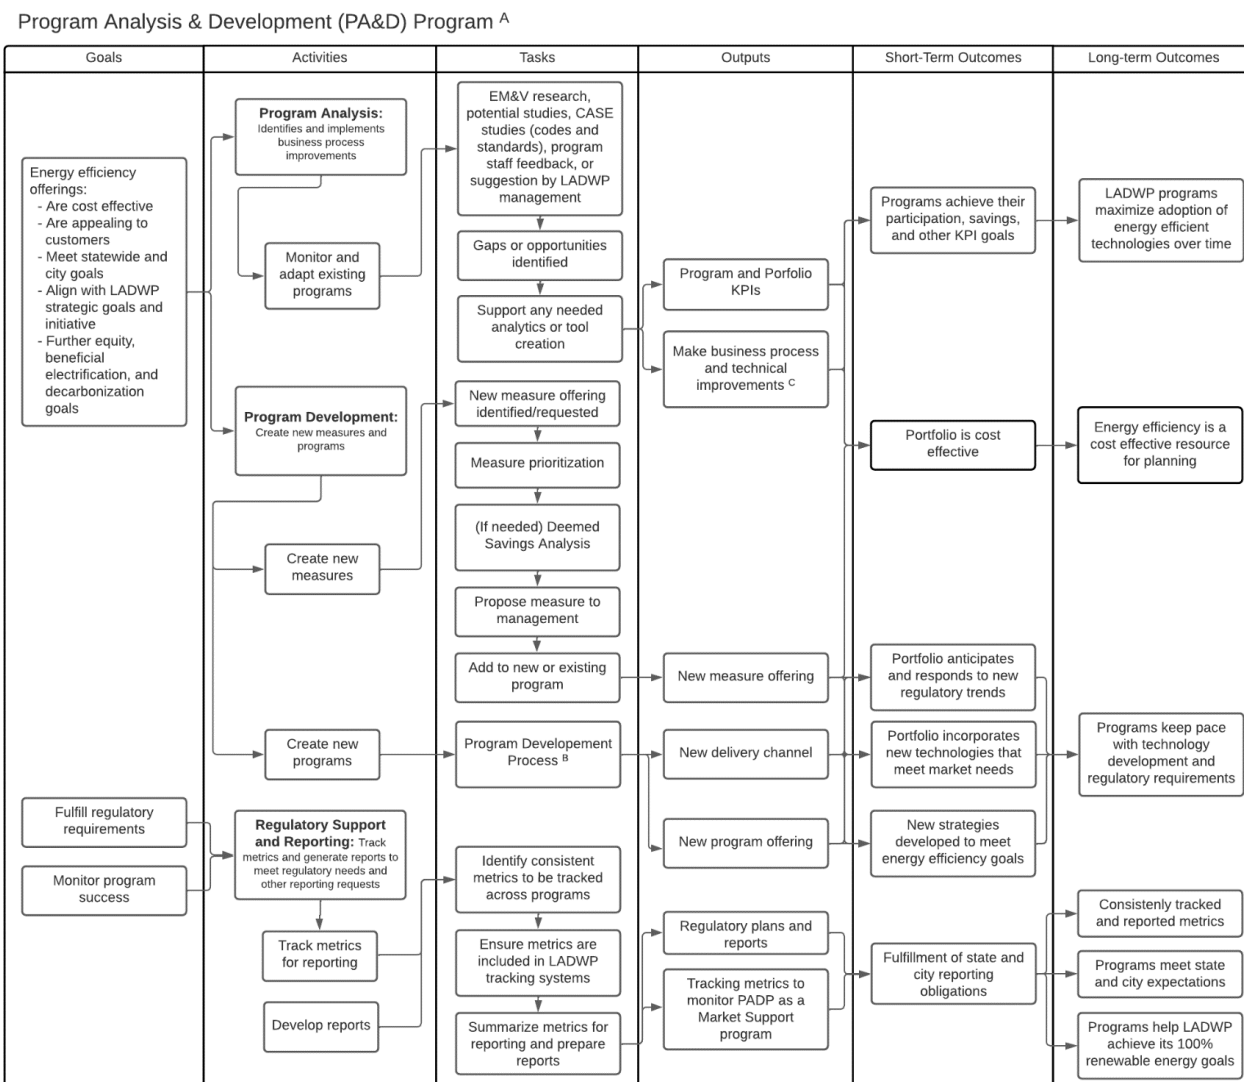 Program Analysis & Development (PA&D) Program A
Goals
Activities
Tasks
Outputs
Short-Term Outcomes
Long-term Outcomes
Energy efficiency
offerings:
- Are cost effective
- Are appealing to
customers
- Meet statewide and
city goals
- Align with LADWP
strategic goals and
initiative
- Further equity,
beneficial
electrification, and
decarbonization
goals
Fulfill regulatory
requirements
Monitor program
success
Program Analysis:
Identifies and implements
business process
improvements
Monitor and
adapt existing
programs
Program Development:
Create new measures and
programs
Create new
measures
Create new
programs
Regulatory Support
and Reporting: Track
metrics and generate reports to
meet regulatory needs and
other reporting requests
Track metrics
for reporting
Develop reports
EM&V research,
potential studies, CASE
studies (codes and
standards), program
staff feedback, or
suggestion by LADWP
management
Gaps or opportunities
identified
Support any needed
analytics or tool
creation
New measure offering
identified/requested
Measure prioritization
(If needed) Deemed
Savings Analysis
Propose measure to
management
Add to new or existing
program
Program Developement
Process B
Identify consistent
metrics to be tracked
across programs
Ensure metrics are
included in LADWP
tracking systems
Summarize metrics for
reporting and prepare
reports
Program and Porfolio
KPIs
Make business process
and technical
improvements C
New measure offering
New delivery channel
New program offering
Regulatory plans and
reports
Tracking metrics to
monitor PADP as a
Market Support
program
Programs achieve their
participation, savings,
and other KPI goals
Portfolio is cost
effective
Portfolio anticipates
and responds to new
regulatory trends
Portfolio incorporates
new technologies that
meet market needs
New strategies
developed to meet
energy efficiency goals
Fulfillment of state and
city reporting
obligations
LADWP programs
maximize adoption of
energy efficient
technologies over time
Energy efficiency is a
cost effective resource
for planning
Programs keep pace
with technology
development and
regulatory requirements
Consistenly tracked
and reported metrics
Programs meet state
and city expectations
Programs help LADWP
achieve its 100%
renewable energy goals